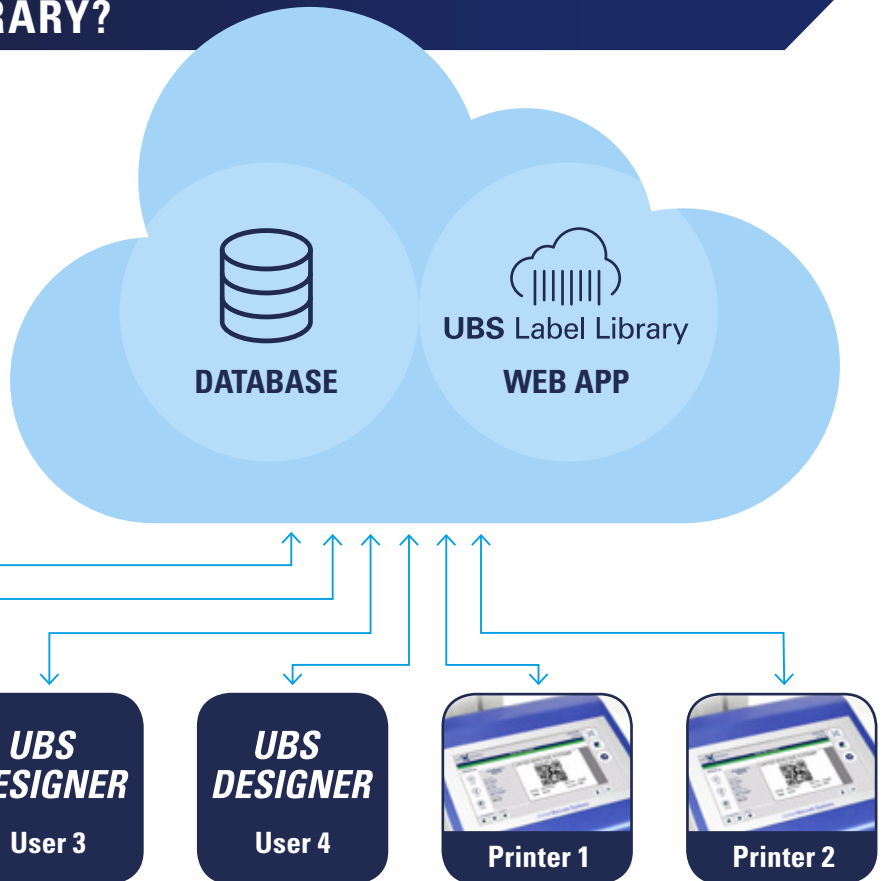 RARY?
DATABASE
UBS Label Library
WEB APP
UBS
ESIGNER
User 3
UBS
DESIGNER
User 4
Printer 1
Printer 2